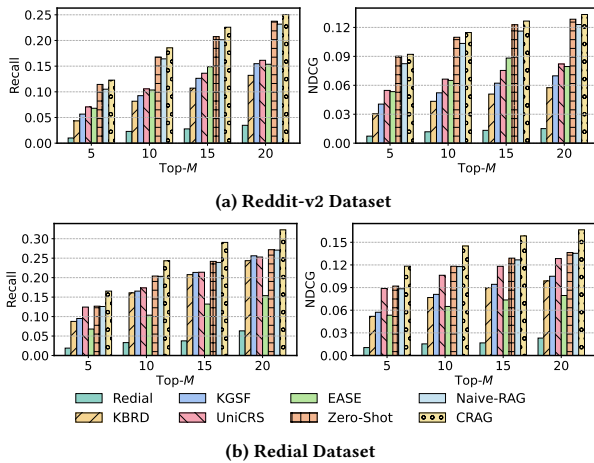 Recall
0.25
0.20
0.15
0.10
0.05
0.00
5 10 15 20
Top-M
NDCG
0.12
0.09
0.06
0.03
0.00
5 10 15 20
Top-M
(a) Reddit-v2 Dataset
Recall
0.30
0.25
0.20
0.15
0.10
0.05
0.00
5 10 15 20
Top-M
NDCG
0.15
0.12
0.09
0.06
0.03
0.00
5 10 15 20
Top-M
Redial KGSF EASE Naive-RAG
KBRD UniCRS Zero-Shot CRAG
(b) Redial Dataset